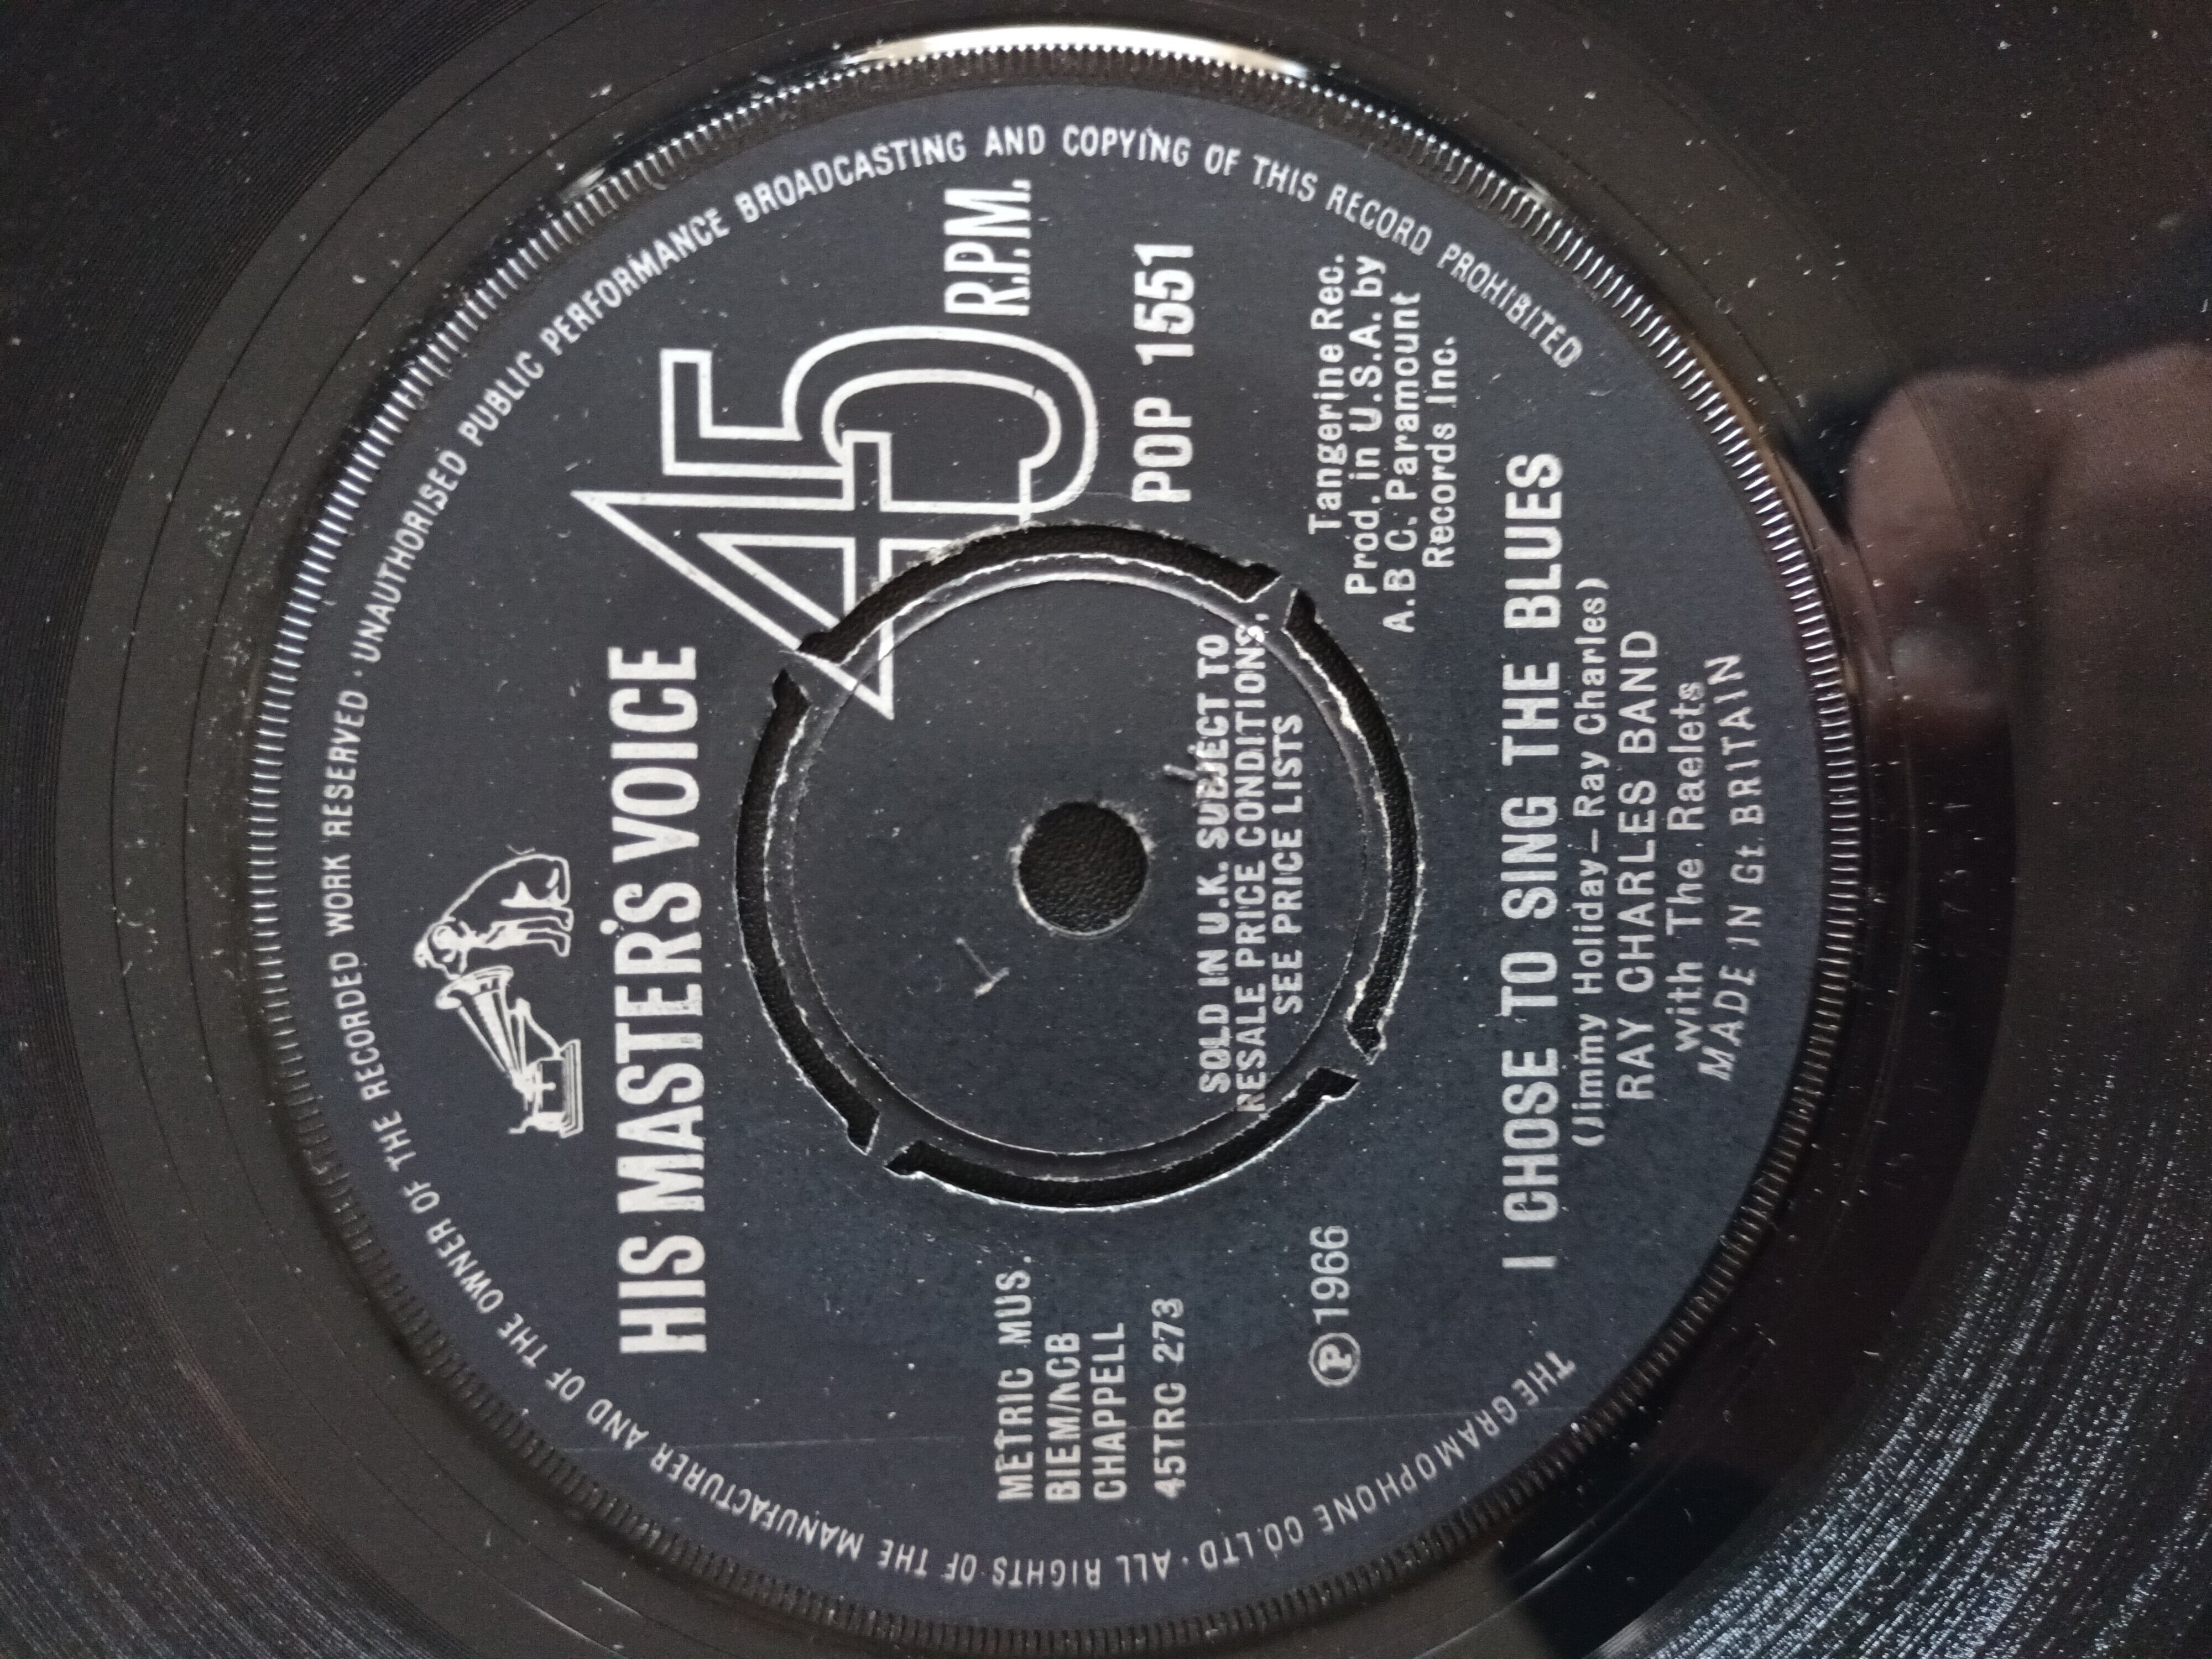 THE GRAMOPHONE CO. LTD · ALL RIGHTS OF THE MANUFACTURER AND OF THE OWNER OF THE RECORDED WORK RESERVED · UNAUTHORISED PUBLIC PERFORMANCE BROADCASTING AND COPYING OF THIS RECORD PROHIBITED
HIS MASTER'S VOICE
45 R.P.M.
METRIC MUS.
BIEM/NCB
CHAPPELL
45TRC 273
POP 1551
SOLD IN U.K. SUBJECT TO
RESALE PRICE CONDITIONS,
SEE PRICE LISTS
Ⓟ 1966
Tangerine Rec.
Prod. in U.S.A. by
A.B C. Paramount
Records Inc.
I CHOSE TO SING THE BLUES
(Jimmy Holiday–Ray Charles)
RAY CHARLES BAND
with The Raelets
MADE IN Gt. BRITAIN